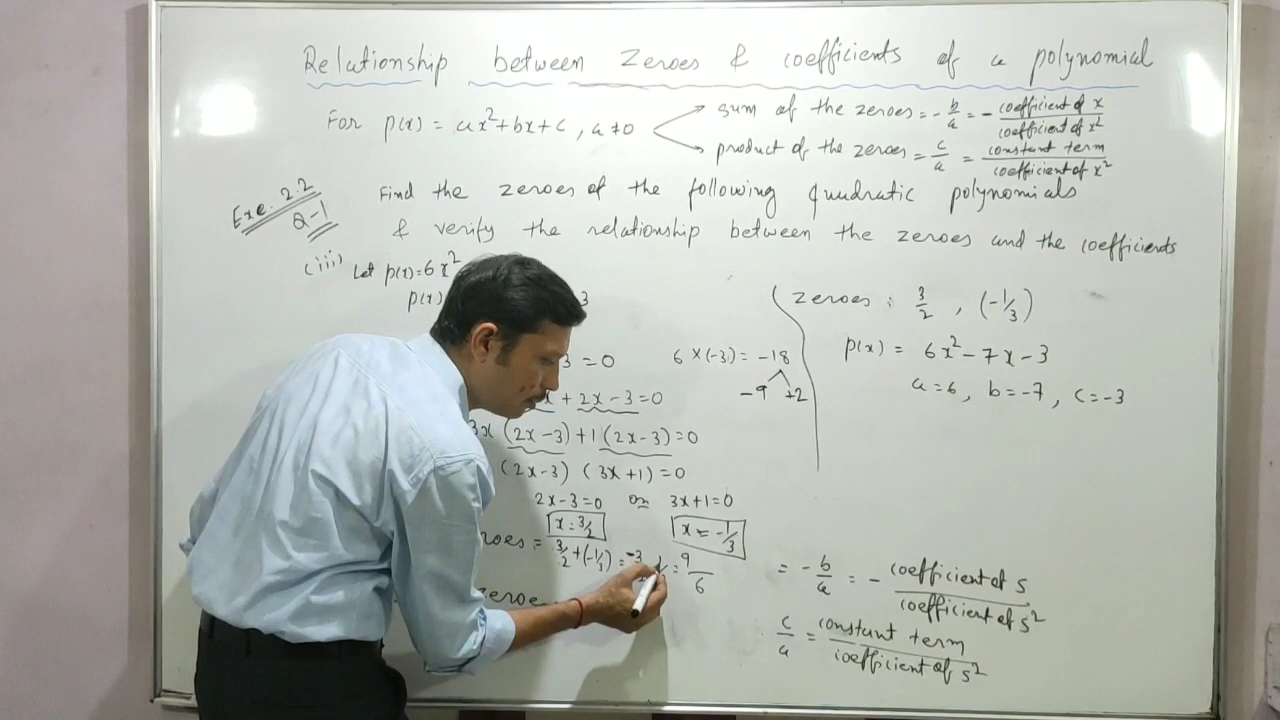 Relationship between Zeroes & coefficients of a polynomial
For p(x) = ax²+bx+c, a≠0
sum of the zeroes = -b/a = - coefficient of x / coefficient of x²
product of the zeroes = c/a = constant term / coefficient of x²
Exe. 2.2
Q-1
Find the zeroes of the following quadratic polynomials
& verify the relationship between the zeroes and the coefficients
(iii) Let p(x)=6x²
p(x) 3
3 = 0
6×(-3) = -18
-9 +2
x + 2x-3 = 0
3x (2x-3) + 1 (2x-3) = 0
(2x-3) (3x+1) = 0
2x-3=0 or 3x+1=0
x = 3/2 x = -1/3
roes = 3/2 + (-1/3) = 9/6
zeroe
zeroes : 3/2 , (-1/3)
p(x) = 6x²-7x-3
a=6, b=-7, c=-3
= -b/a = - coefficient of s / coefficient of s²
c/a = constant term / coefficient of s²